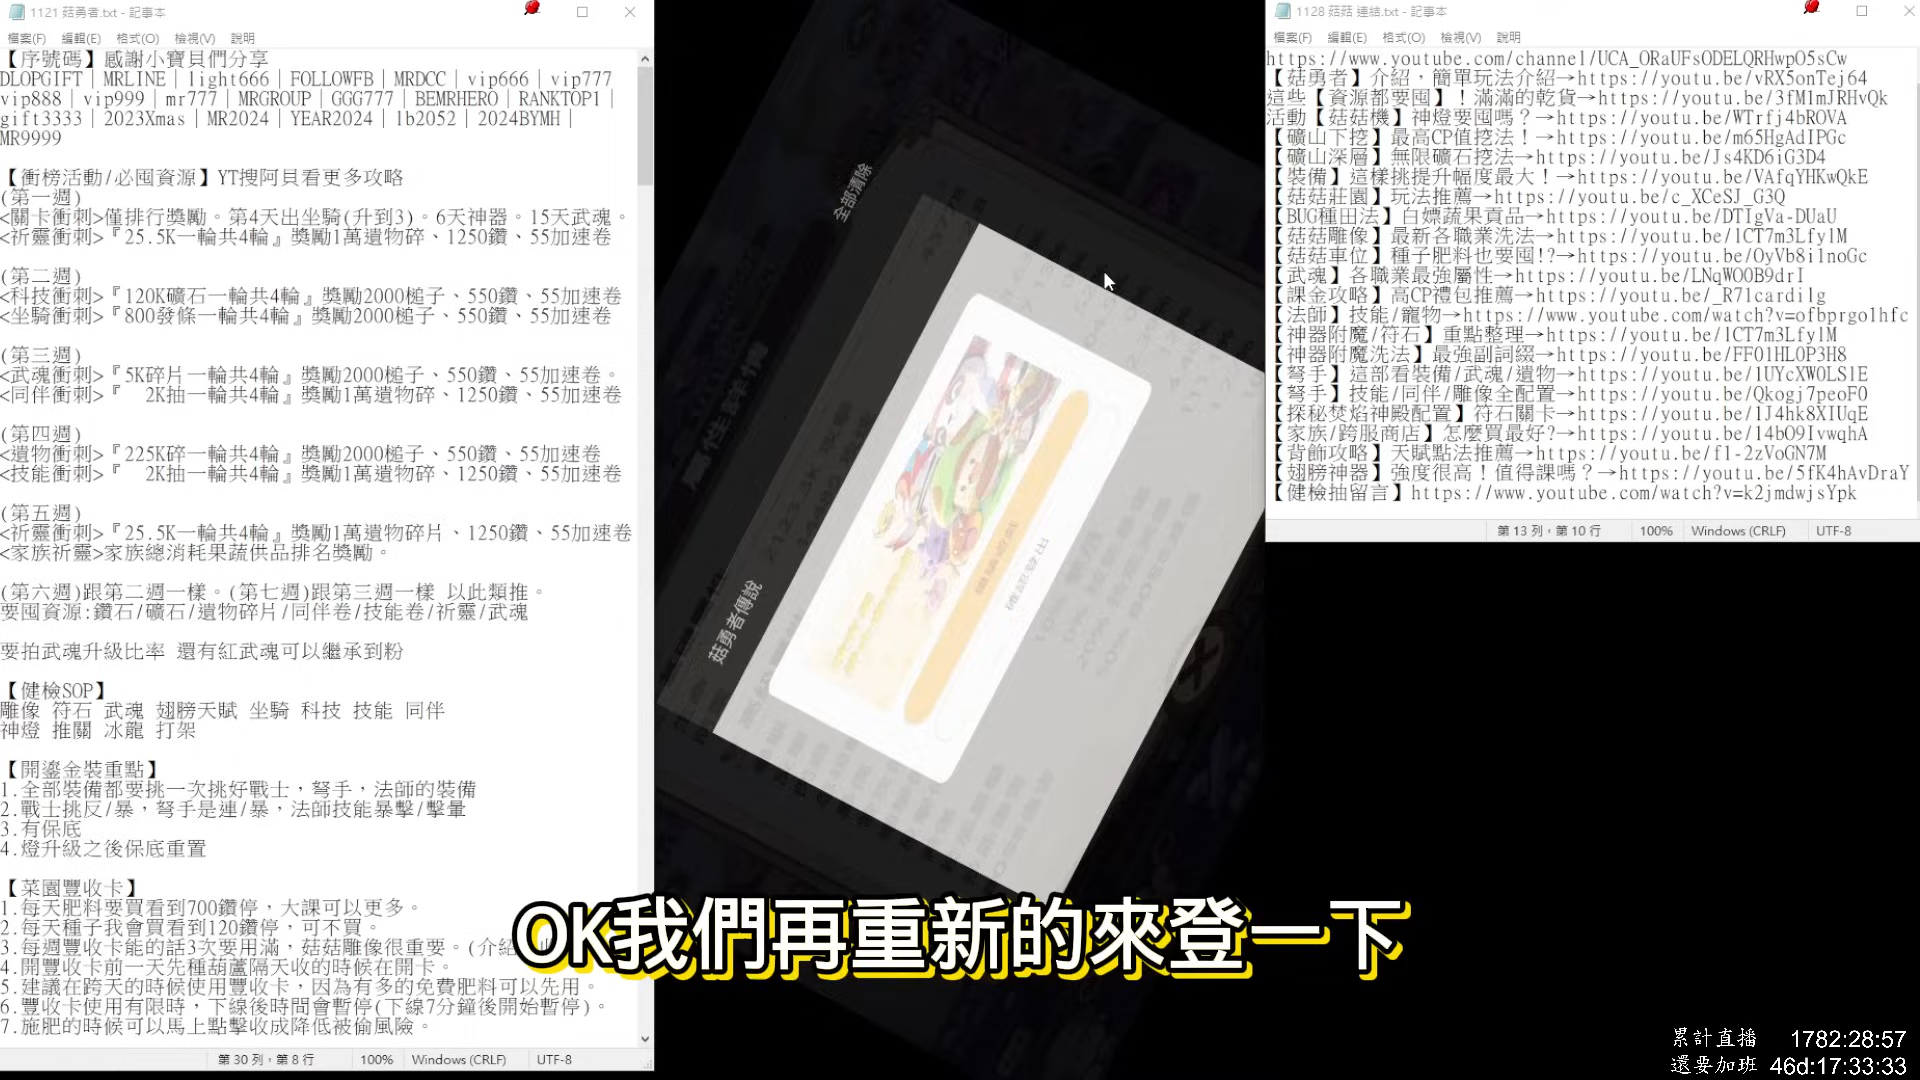 1121 菇勇者.txt - 記事本
檔案(F) 編輯(E) 格式(O) 檢視(V) 說明
【序號碼】感謝小寶貝們分享
DLOPGIFT | MRLINE | light666 | FOLLOWFB | MRDCC | vip666 | vip777
vip888 | vip999 | mr777 | MRGROUP | GGG777 | BEMRHERO | RANKTOP1 |
gift3333 | 2023Xmas | MR2024 | YEAR2024 | lb2052 | 2024BYMH |
MR9999
【衝榜活動/必囤資源】YT搜阿貝看更多攻略
(第一週)
<關卡衝刺>僅排行獎勵。第4天出坐騎(升到3)。6天神器。15天武魂。
<祈靈衝刺>『25.5K一輪共4輪』獎勵1萬遺物碎、1250鑽、55加速卷
(第二週)
<科技衝刺>『120K礦石一輪共4輪』獎勵2000槌子、550鑽、55加速卷
<坐騎衝刺>『800發條一輪共4輪』獎勵2000槌子、550鑽、55加速卷
(第三週)
<武魂衝刺>『5K碎片一輪共4輪』獎勵2000槌子、550鑽、55加速卷。
<同伴衝刺>『 2K抽一輪共4輪』獎勵1萬遺物碎、1250鑽、55加速卷
(第四週)
<遺物衝刺>『225K碎一輪共4輪』獎勵2000槌子、550鑽、55加速卷
<技能衝刺>『 2K抽一輪共4輪』獎勵1萬遺物碎、1250鑽、55加速卷
(第五週)
<祈靈衝刺>『25.5K一輪共4輪』獎勵1萬遺物碎片、1250鑽、55加速卷
<家族祈靈>家族總消耗果蔬供品排名獎勵。
(第六週)跟第二週一樣。(第七週)跟第三週一樣 以此類推。
要囤資源:鑽石/礦石/遺物碎片/同伴卷/技能卷/祈靈/武魂
要拍武魂升級比率 還有紅武魂可以繼承到粉
【健檢SOP】
雕像 符石 武魂 翅膀天賦 坐騎 科技 技能 同伴
神燈 推關 冰龍 打架
【開鎏金裝重點】
1.全部裝備都要挑一次挑好戰士，弩手，法師的裝備
2.戰士挑反/暴，弩手是連/暴，法師技能暴擊/擊暈
3.有保底
4.燈升級之後保底重置
【菜園豐收卡】
1.每天肥料要買看到700鑽停，大課可以更多。
2.每天種子我會買看到120鑽停，可不買。
3.每週豐收卡能的話3次要用滿，菇菇雕像很重要。(介紹
4.開豐收卡前一天先種葫蘆隔天收的時候在開卡。
5.建議在跨天的時候使用豐收卡，因為有多的免費肥料可以先用。
6.豐收卡使用有限時，下線後時間會暫停(下線7分鐘後開始暫停)。
7.施肥的時候可以馬上點擊收成降低被偷風險。
第 30 列，第 8 行 100% Windows (CRLF) UTF-8
全部清除
菇勇者傳說
1128 菇菇 連結.txt - 記事本
檔案(F) 編輯(E) 格式(O) 檢視(V) 說明
https://www.youtube.com/channel/UCA_ORaUFsODELQRHwpO5sCw
【菇勇者】介紹，簡單玩法介紹→https://youtu.be/vRX5onTej64
這些【資源都要囤】！滿滿的乾貨→https://youtu.be/3fM1mJRHvQk
活動【菇菇機】神燈要囤嗎？→https://youtu.be/WTrfj4bROVA
【礦山下挖】最高CP值挖法！→https://youtu.be/m65HgAdIPGc
【礦山深層】無限礦石挖法→https://youtu.be/Js4KD6iG3D4
【裝備】這樣挑提升幅度最大！→https://youtu.be/VAfqYHKwQkE
【菇菇莊園】玩法推薦→https://youtu.be/c_XCeSJ_G3Q
【BUG種田法】白嫖蔬果貢品→https://youtu.be/DTIgVa-DUaU
【菇菇雕像】最新各職業洗法→https://youtu.be/lCT7m3LfylM
【菇菇車位】種子肥料也要囤!?→https://youtu.be/OyVb8i1noGc
【武魂】各職業最強屬性→https://youtu.be/LNqWOOB9drI
【課金攻略】高CP禮包推薦→https://youtu.be/_R7lcardi1g
【法師】技能/寵物→https://www.youtube.com/watch?v=ofbprgo1hfc
【神器附魔/符石】重點整理→https://youtu.be/lCT7m3LfylM
【神器附魔洗法】最強副詞綴→https://youtu.be/FF01HL0P3H8
【弩手】這部看裝備/武魂/遺物→https://youtu.be/1UYcXWOLS1E
【弩手】技能/同伴/雕像全配置→https://youtu.be/Qkogj7peoF0
【探秘焚焰神殿配置】符石關卡→https://youtu.be/1J4hk8XIUqE
【家族/跨服商店】怎麼買最好?→https://youtu.be/14bO9IvwqhA
【背飾攻略】天賦點法推薦→https://youtu.be/f1-2zVoGN7M
【翅膀神器】強度很高！值得課嗎？→https://youtu.be/5fK4hAvDraY
【健檢抽留言】https://www.youtube.com/watch?v=k2jmdwjsYpk
第 13 列，第 10 行 100% Windows (CRLF) UTF-8
OK我們再重新的來登一下
累計直播 1782:28:57
還要加班 46d:17:33:33